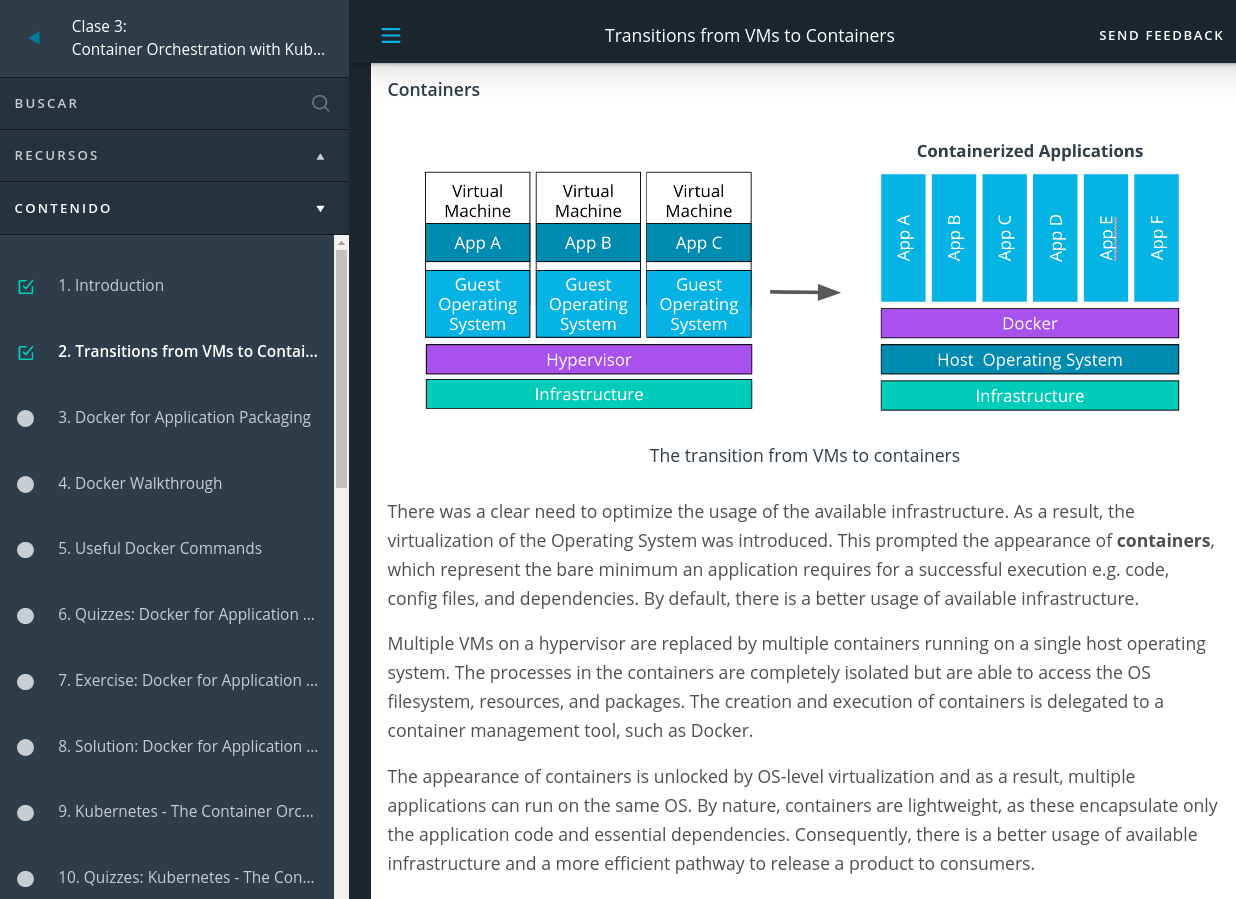 Clase 3:
Container Orchestration with Kub...
BUSCAR
RECURSOS
CONTENIDO
1. Introduction
2. Transitions from VMs to Contai...
3. Docker for Application Packaging
4. Docker Walkthrough
5. Useful Docker Commands
6. Quizzes: Docker for Application ...
7. Exercise: Docker for Application ...
8. Solution: Docker for Application ...
9. Kubernetes - The Container Orc...
10. Quizzes: Kubernetes - The Con...
Transitions from VMs to Containers
SEND FEEDBACK
Containers
Virtual
Machine
App A
Guest
Operating
System
Virtual
Machine
App B
Guest
Operating
System
Virtual
Machine
App C
Guest
Operating
System
Hypervisor
Infrastructure
Containerized Applications
App A
App B
App C
App D
App E
App F
Docker
Host Operating System
Infrastructure
The transition from VMs to containers
There was a clear need to optimize the usage of the available infrastructure. As a result, the
virtualization of the Operating System was introduced. This prompted the appearance of containers,
which represent the bare minimum an application requires for a successful execution e.g. code,
config files, and dependencies. By default, there is a better usage of available infrastructure.
Multiple VMs on a hypervisor are replaced by multiple containers running on a single host operating
system. The processes in the containers are completely isolated but are able to access the OS
filesystem, resources, and packages. The creation and execution of containers is delegated to a
container management tool, such as Docker.
The appearance of containers is unlocked by OS-level virtualization and as a result, multiple
applications can run on the same OS. By nature, containers are lightweight, as these encapsulate only
the application code and essential dependencies. Consequently, there is a better usage of available
infrastructure and a more efficient pathway to release a product to consumers.